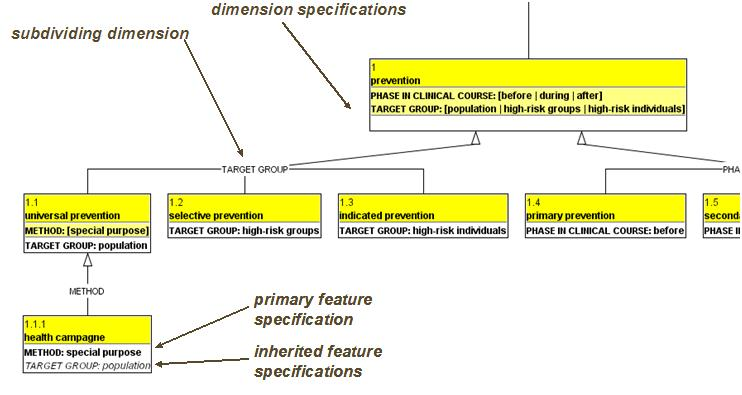 dimension specifications
subdividing dimension
1
prevention
PHASE IN CLINICAL COURSE: [before | during | after]
TARGET GROUP: [population | high-risk groups | high-risk individuals]
TARGET GROUP
PHA
1.1
universal prevention
METHOD: [special purpose]
TARGET GROUP: population
1.2
selective prevention
TARGET GROUP: high-risk groups
1.3
indicated prevention
TARGET GROUP: high-risk individuals
1.4
primary prevention
PHASE IN CLINICAL COURSE: before
1.5
seconda
PHASE I
METHOD
1.1.1
health campagne
METHOD: special purpose
TARGET GROUP: population
primary feature
specification
inherited feature
specifications